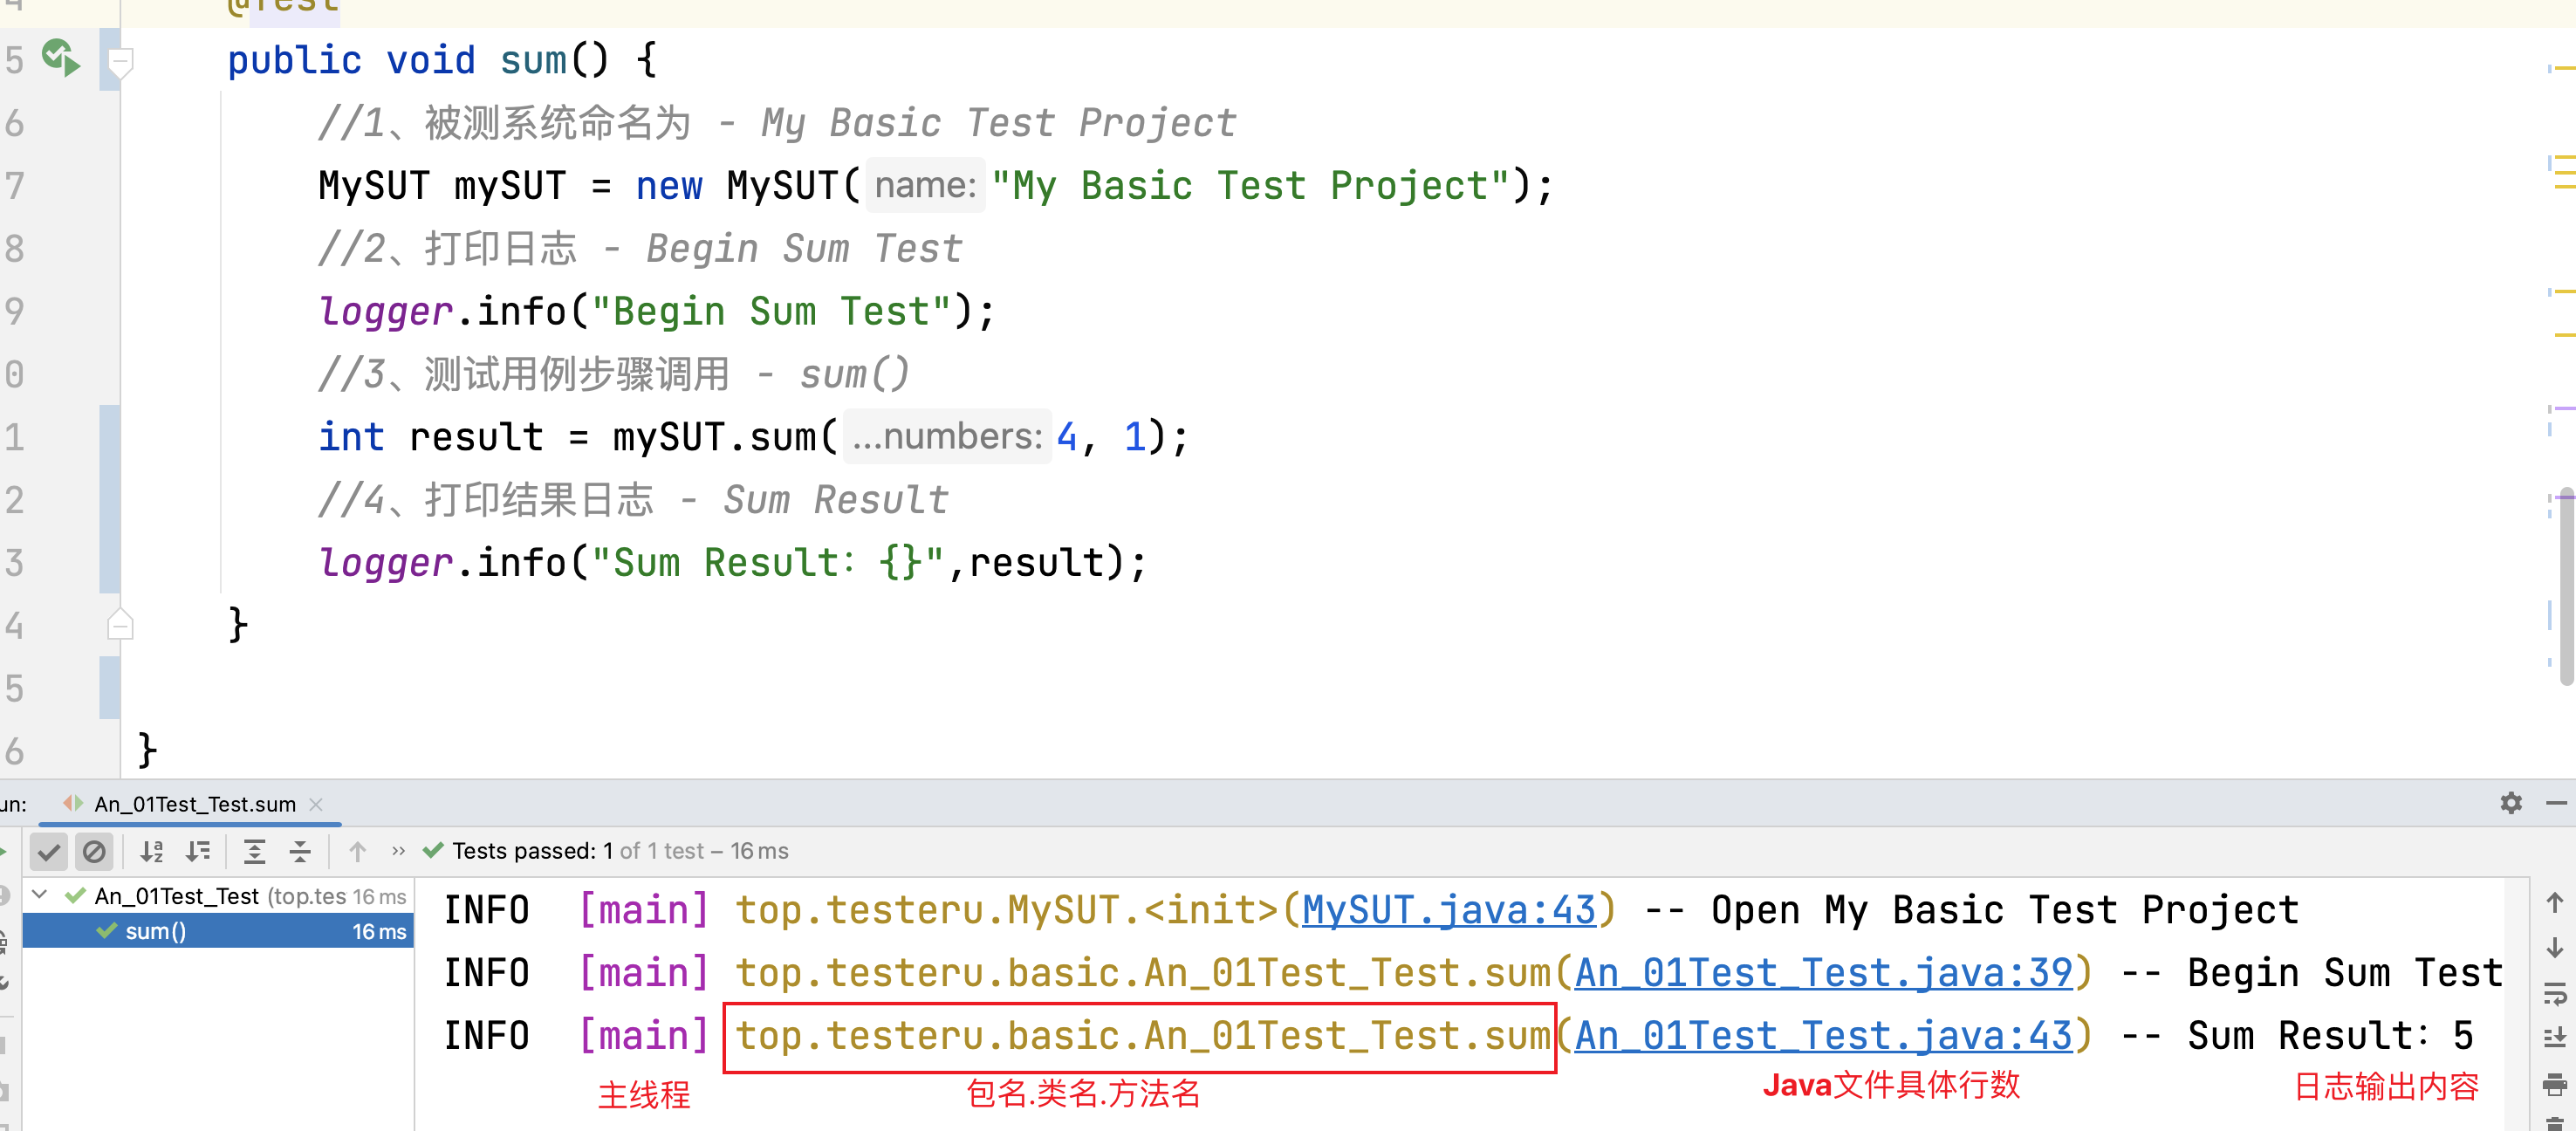 4 @Test
5 public void sum() {
6 //1、被测系统命名为 - My Basic Test Project
7 MySUT mySUT = new MySUT( name: "My Basic Test Project");
8 //2、打印日志 - Begin Sum Test
9 logger.info("Begin Sum Test");
0 //3、测试用例步骤调用 - sum()
1 int result = mySUT.sum( ...numbers: 4, 1);
2 //4、打印结果日志 - Sum Result
3 logger.info("Sum Result: {}",result);
4 }
5
6 }
un: An_01Test_Test.sum
Tests passed: 1 of 1 test – 16 ms
An_01Test_Test (top.tes 16 ms
sum() 16 ms
INFO [main] top.testeru.MySUT.<init>(MySUT.java:43) -- Open My Basic Test Project
INFO [main] top.testeru.basic.An_01Test_Test.sum(An_01Test_Test.java:39) -- Begin Sum Test
INFO [main] top.testeru.basic.An_01Test_Test.sum(An_01Test_Test.java:43) -- Sum Result: 5
主线程 包名.类名.方法名 Java文件具体行数 日志输出内容